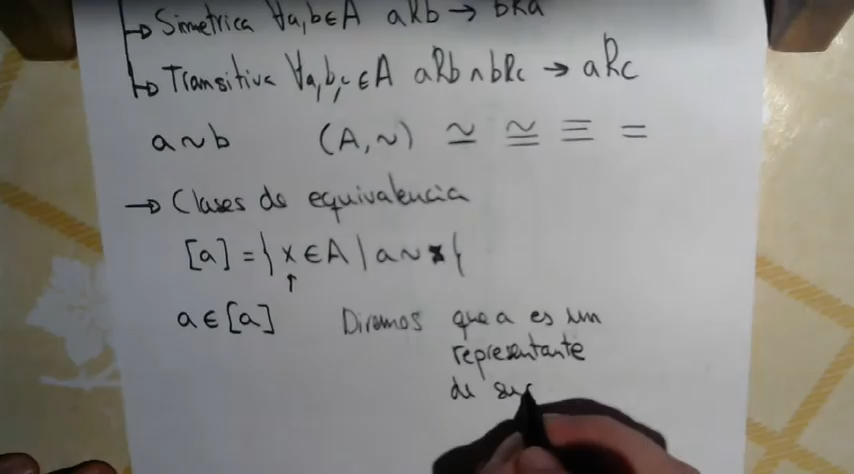 Simetrica ∀a,b∈A aRb → bRa
Transitiva ∀a,b,c∈A aRb∧bRc → aRc
a∼b (A,∼) ≃ ≅ ≡ =
→ Clases de equivalencia
[a]={x∈A|a∼x}
↑
a∈[a] Diremos que a es un
representante
de su